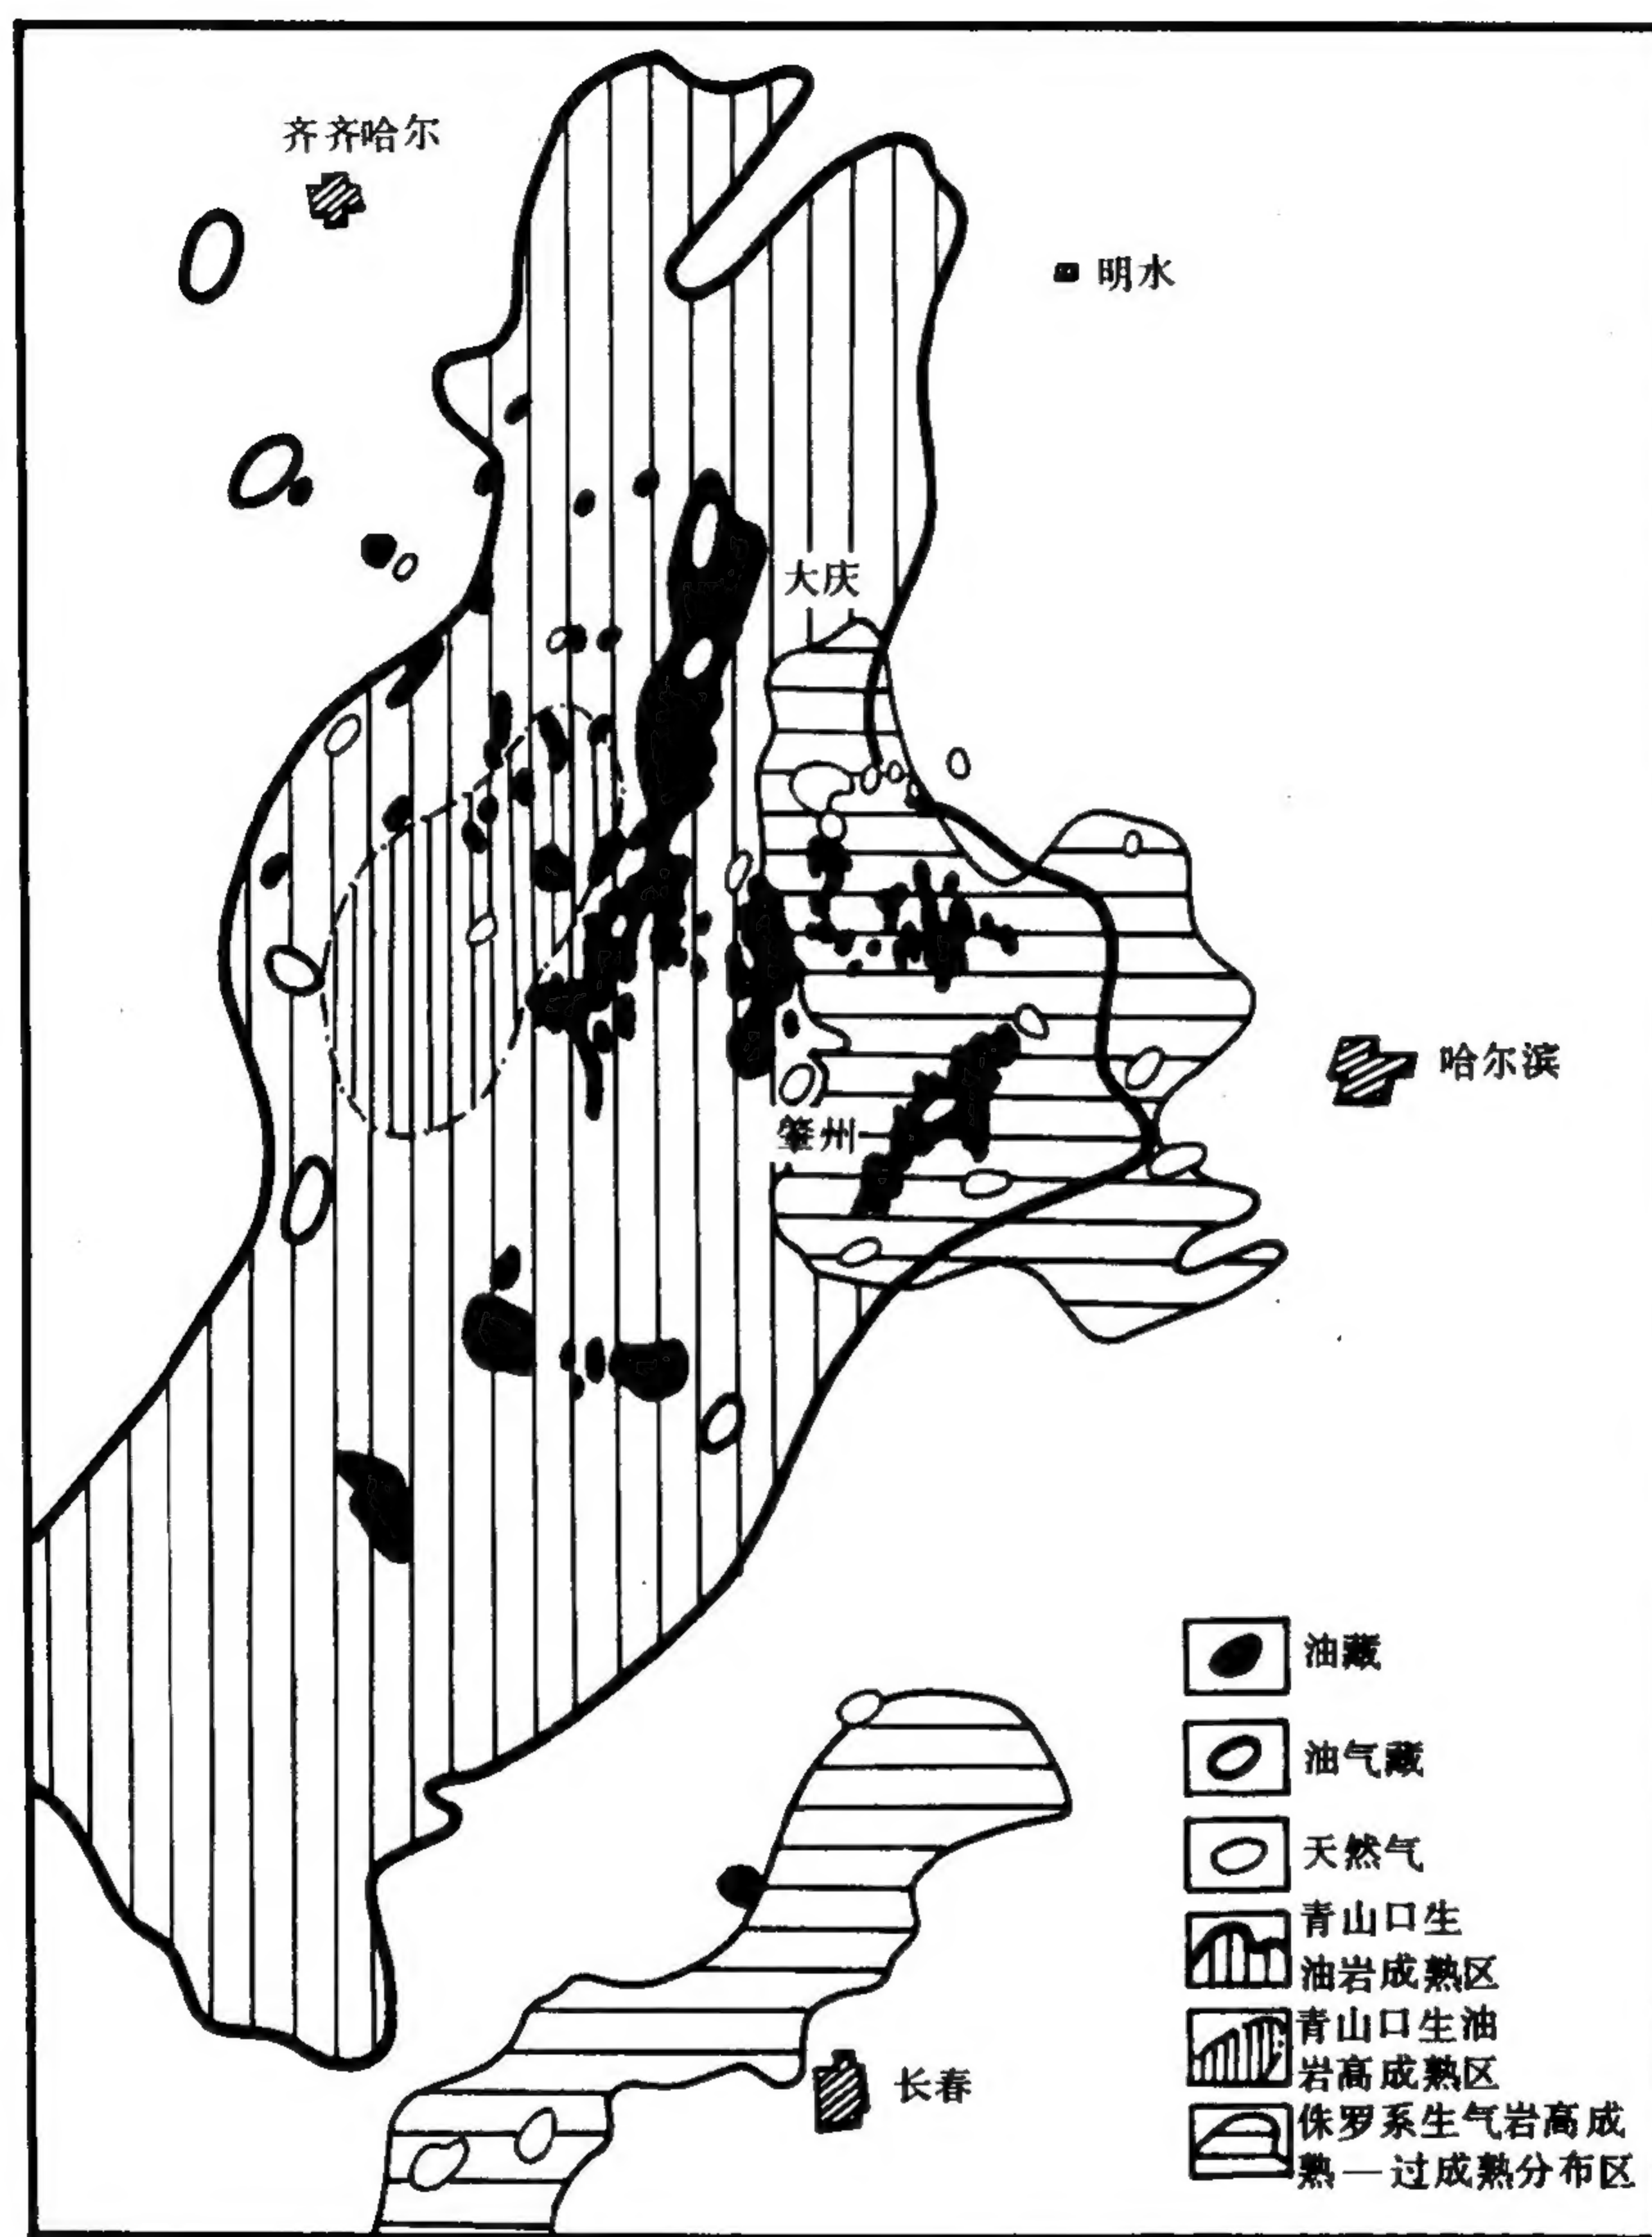 齐齐哈尔
明水
大庆
哈尔滨
肇州
油藏
油气藏
天然气
青山口生
油岩成熟区
青山口生油
岩高成熟区
侏罗系生气岩高成
熟—过成熟分布区
长春